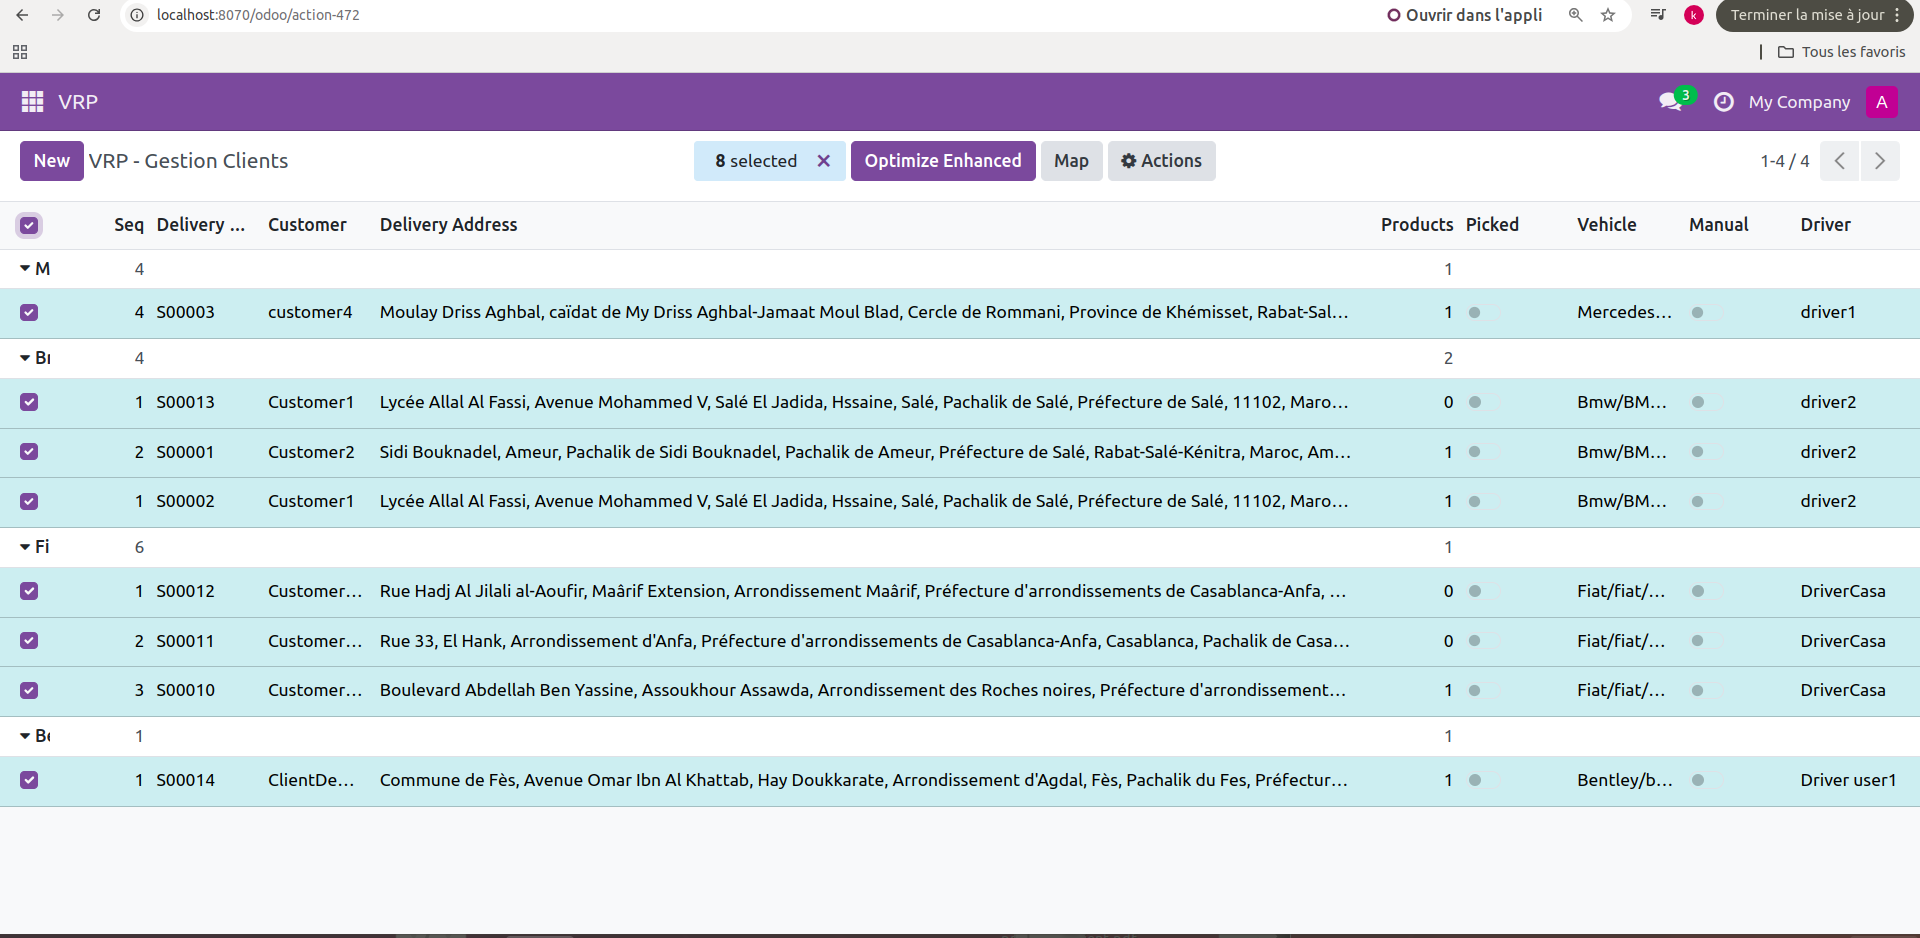 localhost:8070/odoo/action-472 Ouvrir dans l'appli k Terminer la mise à jour
Tous les favoris
VRP 3 My Company A
New VRP - Gestion Clients 8 selected Optimize Enhanced Map Actions 1-4 / 4
Seq Delivery ... Customer Delivery Address Products Picked Vehicle Manual Driver
M 4 1
4 S00003 customer4 Moulay Driss Aghbal, caïdat de My Driss Aghbal-Jamaat Moul Blad, Cercle de Rommani, Province de Khémisset, Rabat-Sal... 1 Mercedes... driver1
4 2
1 S00013 Customer1 Lycée Allal Al Fassi, Avenue Mohammed V, Salé El Jadida, Hssaine, Salé, Pachalik de Salé, Préfecture de Salé, 11102, Maro... 0 Bmw/BM... driver2
2 S00001 Customer2 Sidi Bouknadel, Ameur, Pachalik de Sidi Bouknadel, Pachalik de Ameur, Préfecture de Salé, Rabat-Salé-Kénitra, Maroc, Am... 1 Bmw/BM... driver2
1 S00002 Customer1 Lycée Allal Al Fassi, Avenue Mohammed V, Salé El Jadida, Hssaine, Salé, Pachalik de Salé, Préfecture de Salé, 11102, Maro... 1 Bmw/BM... driver2
Fi 6 1
1 S00012 Customer... Rue Hadj Al Jilali al-Aoufir, Maârif Extension, Arrondissement Maârif, Préfecture d'arrondissements de Casablanca-Anfa, ... 0 Fiat/fiat/... DriverCasa
2 S00011 Customer... Rue 33, El Hank, Arrondissement d'Anfa, Préfecture d'arrondissements de Casablanca-Anfa, Casablanca, Pachalik de Casa... 0 Fiat/fiat/... DriverCasa
3 S00010 Customer... Boulevard Abdellah Ben Yassine, Assoukhour Assawda, Arrondissement des Roches noires, Préfecture d'arrondissement... 1 Fiat/fiat/... DriverCasa
1 1
1 S00014 ClientDe... Commune de Fès, Avenue Omar Ibn Al Khattab, Hay Doukkarate, Arrondissement d'Agdal, Fès, Pachalik du Fes, Préfectur... 1 Bentley/b... Driver user1